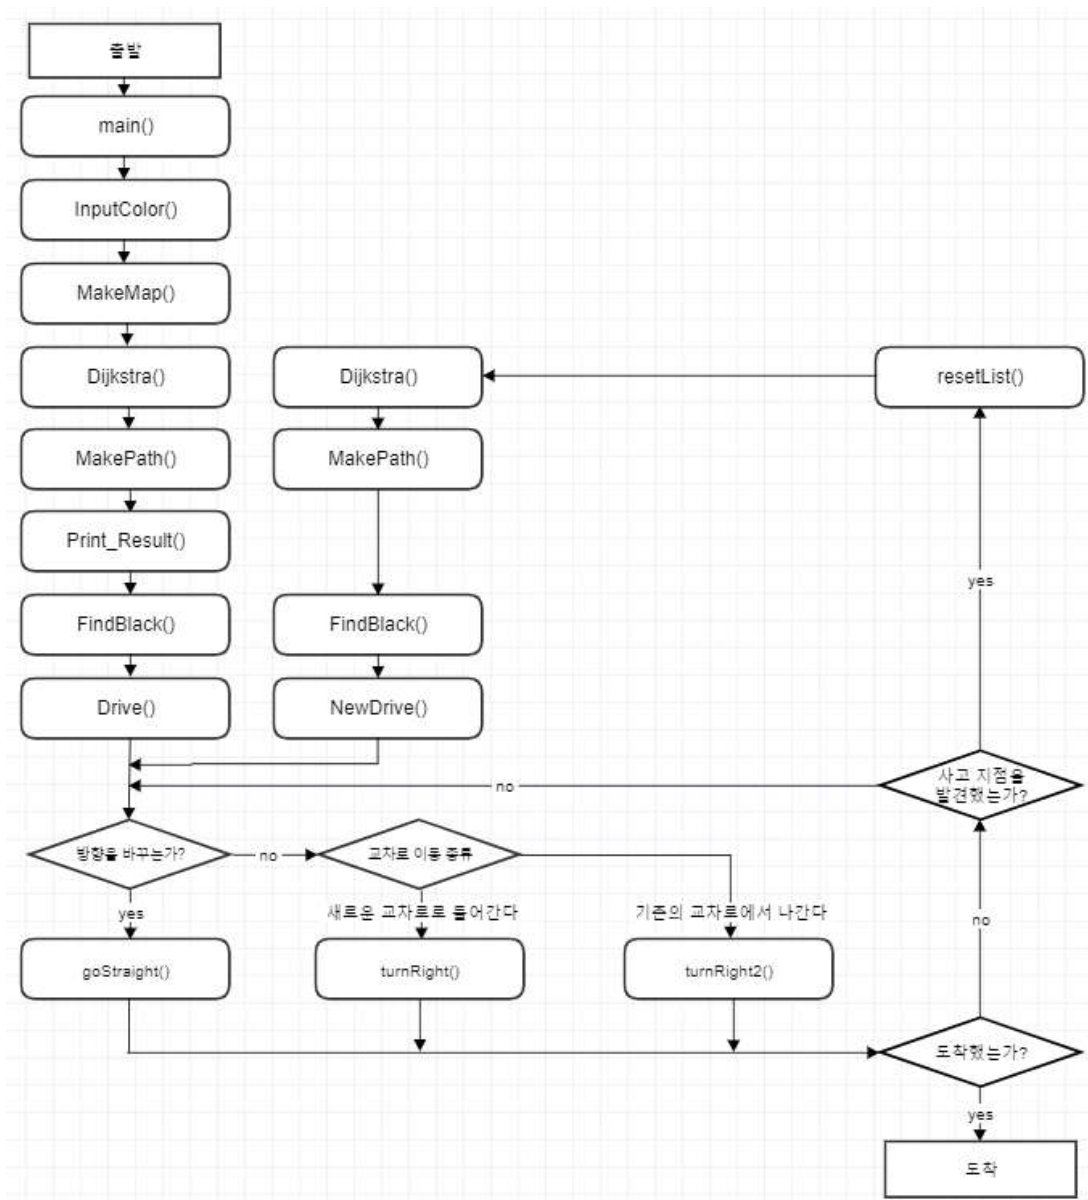 출발
main()
InputColor()
MakeMap()
Dijkstra()
Dijkstra()
resetList()
MakePath()
MakePath()
Print_Result()
yes
FindBlack()
FindBlack()
Drive()
NewDrive()
사고 지점을
발견했는가?
no
방향을 바꾸는가?
no
교차로 이동 종류
yes
새로운 교차로로 들어간다
기존의 교차로에서 나간다
no
goStraight()
turnRight()
turnRight2()
도착했는가?
yes
도착